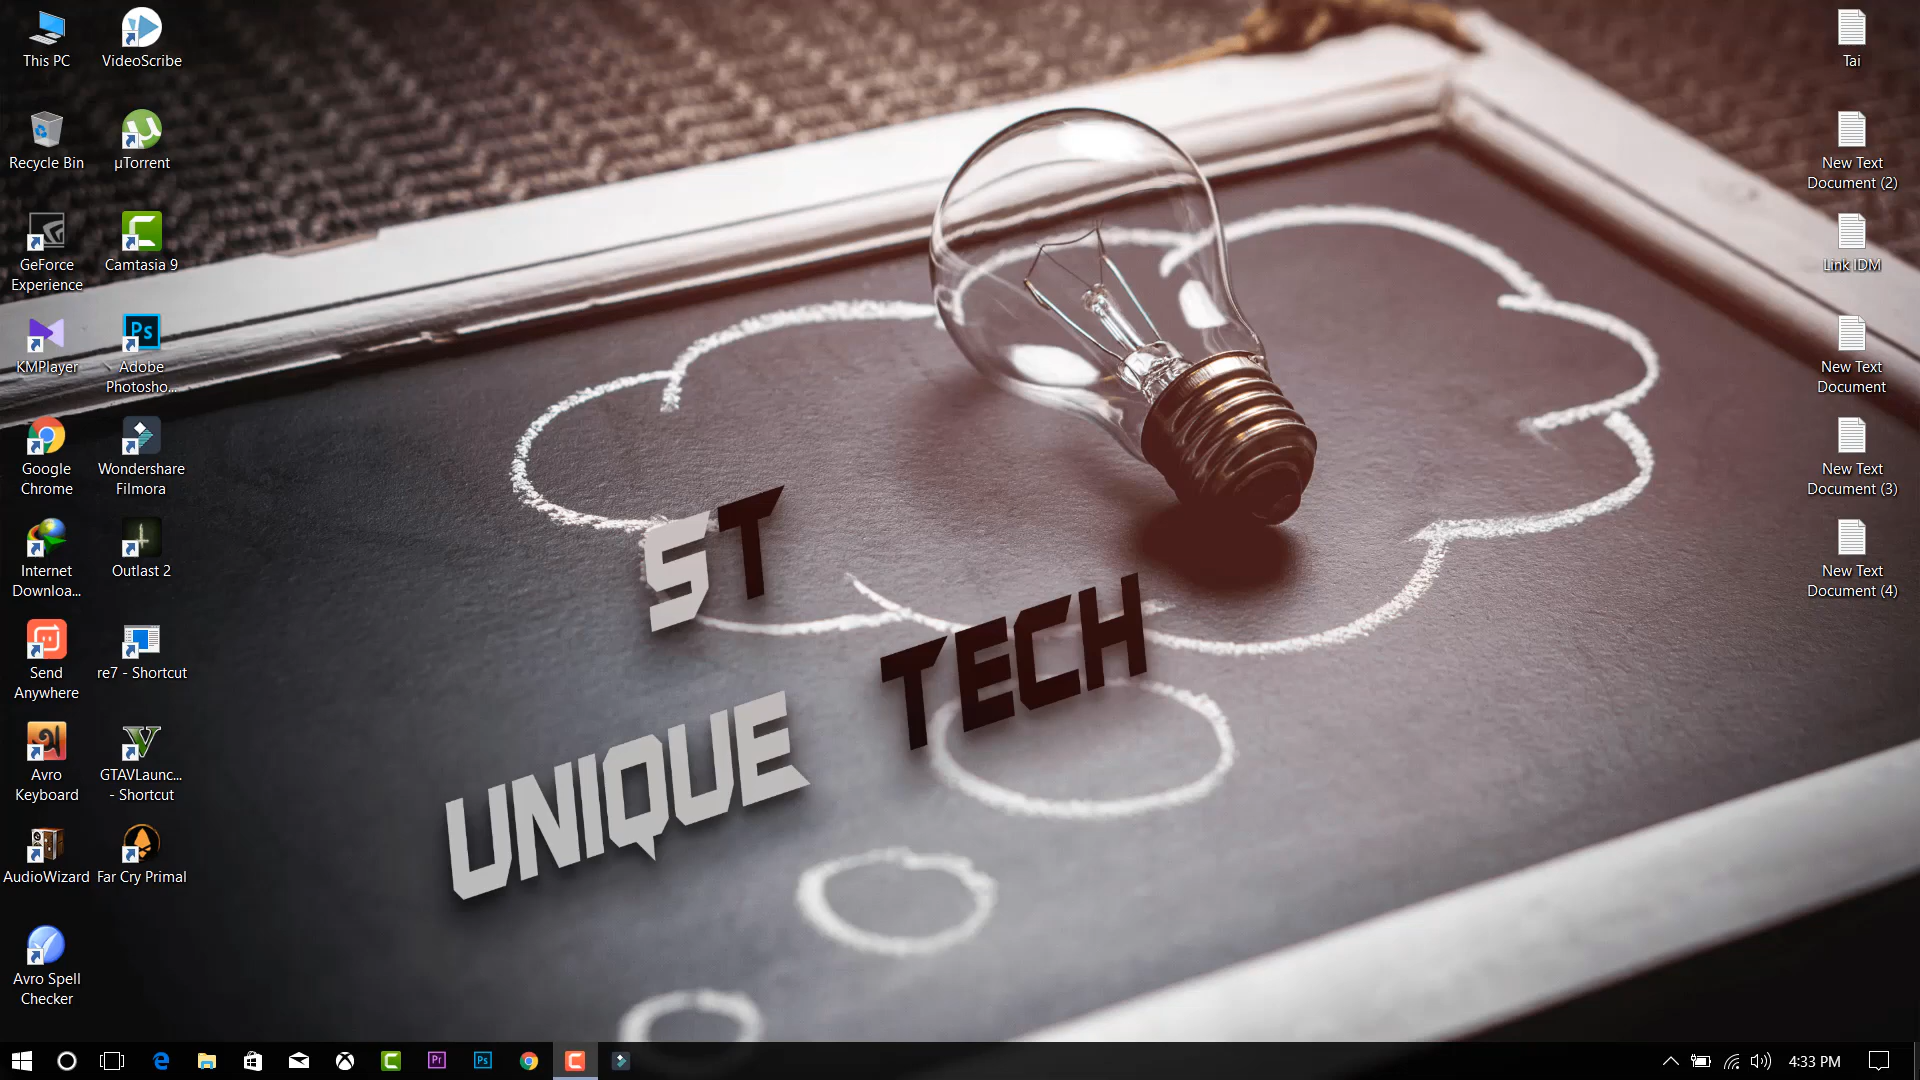 This PC
VideoScribe
Recycle Bin
µTorrent
GeForce
Experience
Camtasia 9
KMPlayer
Adobe
Photosho...
Google
Chrome
Wondershare
Filmora
Internet
Downloa...
Outlast 2
Send
Anywhere
re7 - Shortcut
Avro
Keyboard
GTAVLaunc...
- Shortcut
AudioWizard
Far Cry Primal
Avro Spell
Checker
ST
UNIQUE TECH
Tai
New Text
Document (2)
Link IDM
New Text
Document
New Text
Document (3)
New Text
Document (4)
Ps
Pr
Ps
4:33 PM